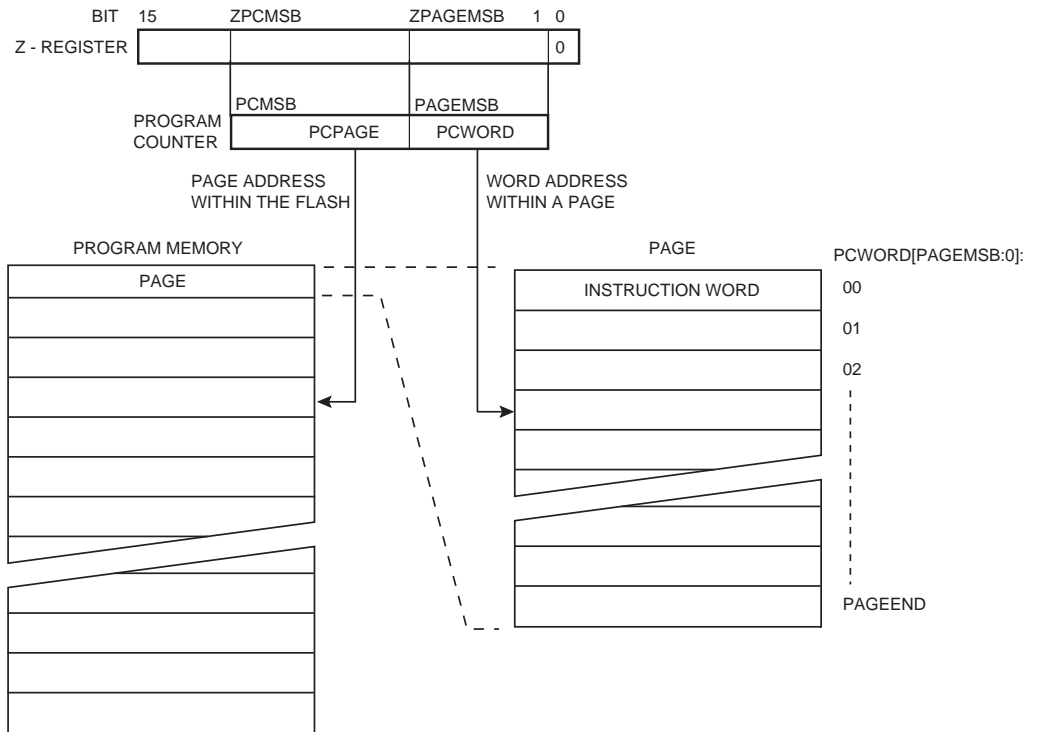 BIT 15 ZPCMSB ZPAGEMSB 1 0
Z - REGISTER 0
PCMSB PAGEMSB
PROGRAM
COUNTER
PCPAGE PCWORD
PAGE ADDRESS
WITHIN THE FLASH
WORD ADDRESS
WITHIN A PAGE
PROGRAM MEMORY
PAGE
PAGE
INSTRUCTION WORD
PCWORD[PAGEMSB:0]:
00
01
02
PAGEEND